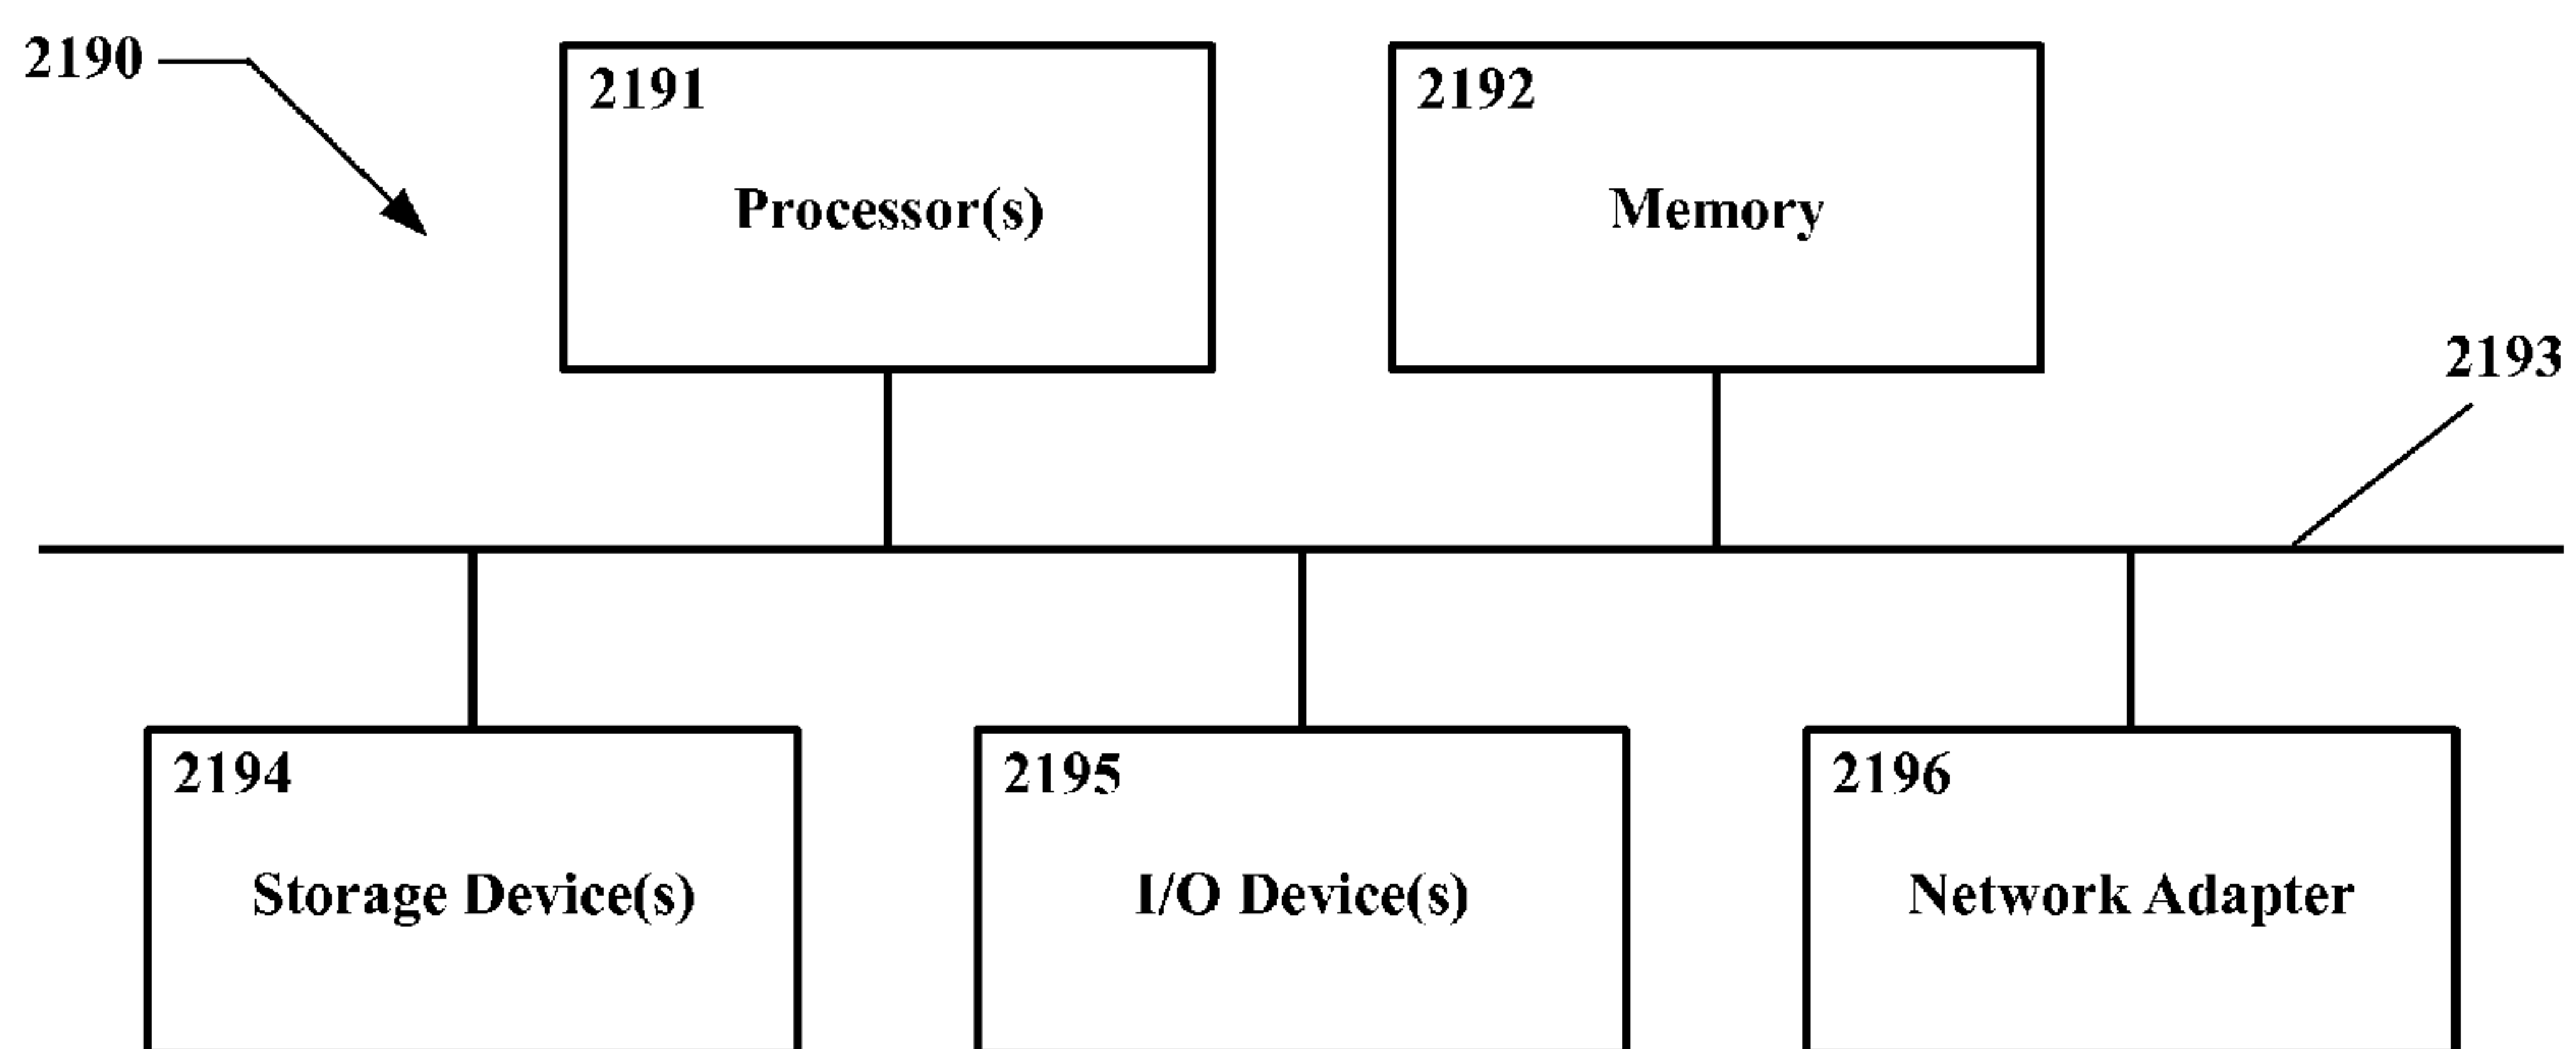 2190
2191
Processor(s)
2192
Memory
2193
2194
Storage Device(s)
2195
I/O Device(s)
2196
Network Adapter